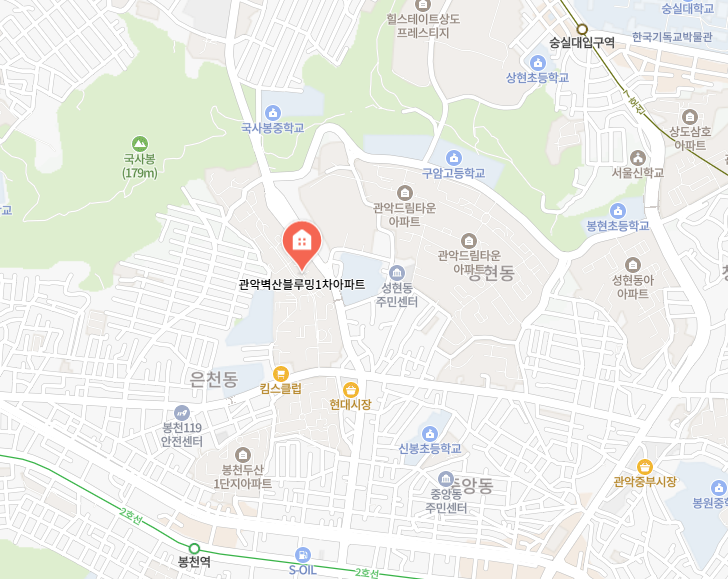 힐스테이트상도
프레스티지
숭실대학교
한국기독교박물관
숭실대입구역
상현초등학교
7호선
국사봉중학교
상도삼호
아파트
국사봉
(179m)
구암고등학교
서울신학교
관악드림타운
아파트
봉현초등학교
관악드림타운
아파트
성현동
성현동
주민센터
성현동아
아파트
관악벽산블루밍1차아파트
은천동
킴스클럽
현대시장
봉천119
안전센터
신봉초등학교
봉천두산
1단지아파트
중앙동
중앙동
주민센터
관악중부시장
봉원중학
2호선
봉천역
S-OIL
2호선